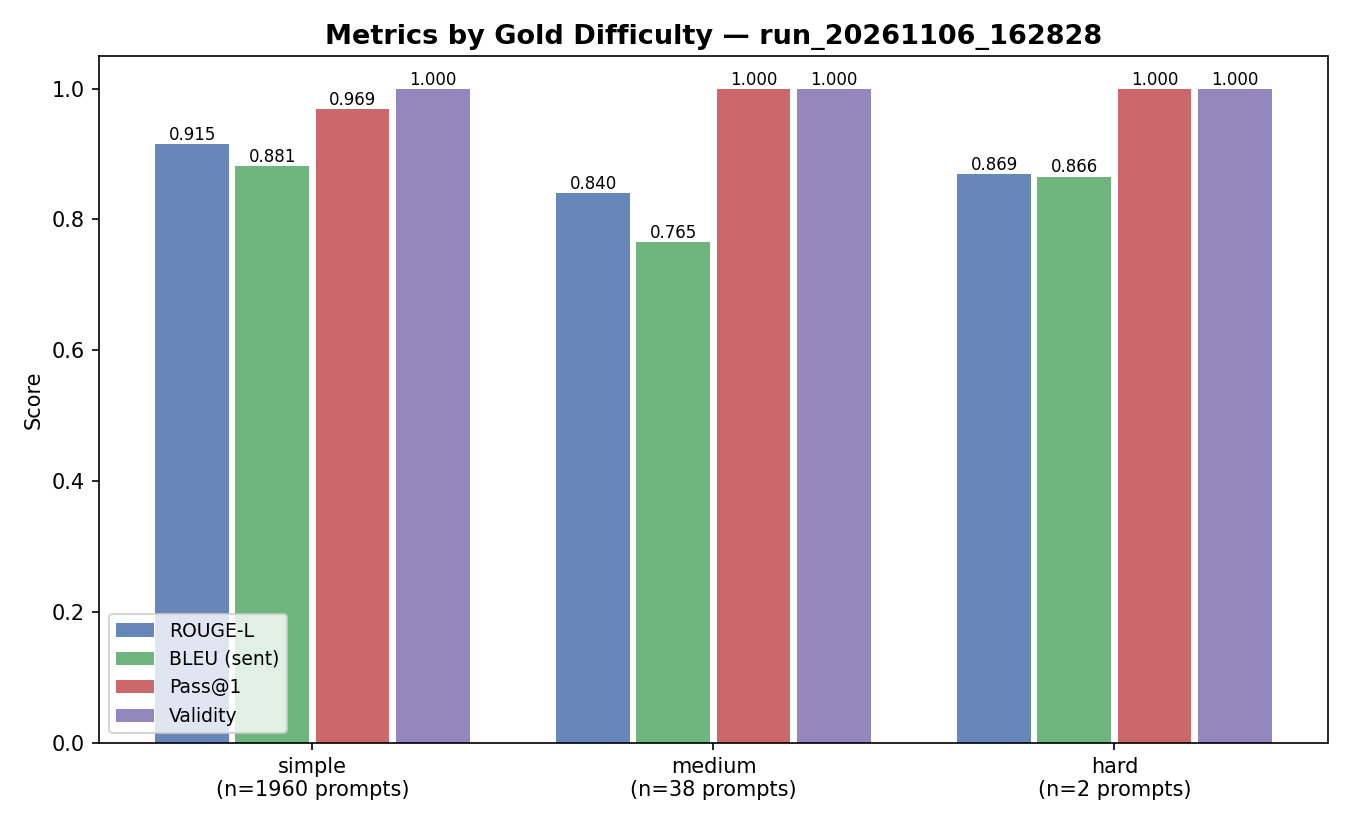 Metrics by Gold Difficulty — run_20261106_162828
Score
1.0
0.8
0.6
0.4
0.2
0.0
0.915
0.881
0.969
1.000
0.840
0.765
1.000
1.000
0.869
0.866
1.000
1.000
ROUGE-L
BLEU (sent)
Pass@1
Validity
simple
(n=1960 prompts)
medium
(n=38 prompts)
hard
(n=2 prompts)